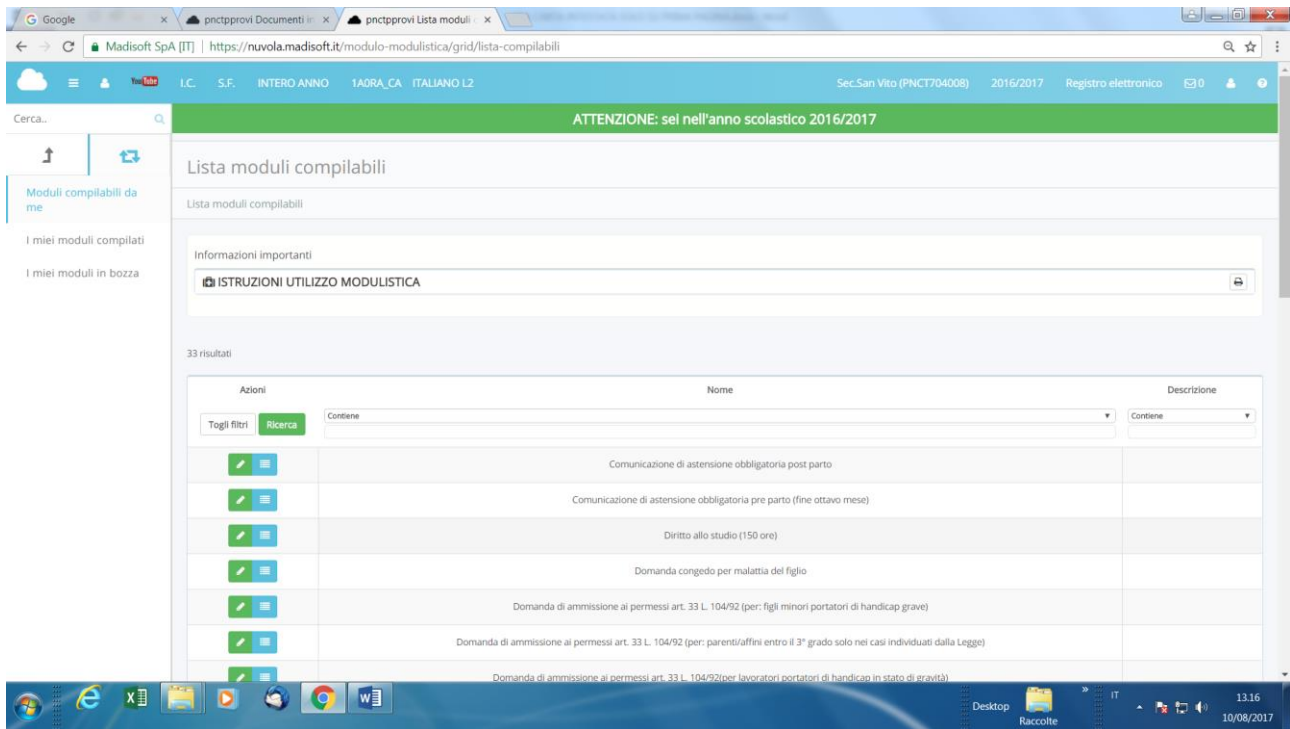 Google
pnctpprovi Documenti in
pnctpprovi Lista moduli c
Madisoft SpA [IT] | https://nuvola.madisoft.it/modulo-modulistica/grid/lista-compilabili
YouTube I.C. S.F. INTERO ANNO 1A0RA_CA ITALIANO L2 Sec.San Vito (PNCT704008) 2016/2017 Registro elettronico 0
Cerca..
ATTENZIONE: sei nell'anno scolastico 2016/2017
Moduli compilabili da
me
I miei moduli compilati
I miei moduli in bozza
Lista moduli compilabili
Lista moduli compilabili
Informazioni importanti
ISTRUZIONI UTILIZZO MODULISTICA
33 risultati
Azioni Nome Descrizione
Togli filtri Ricerca Contiene Contiene
Comunicazione di astensione obbligatoria post parto
Comunicazione di astensione obbligatoria pre parto (fine ottavo mese)
Diritto allo studio (150 ore)
Domanda congedo per malattia del figlio
Domanda di ammissione ai permessi art. 33 L. 104/92 (per: figli minori portatori di handicap grave)
Domanda di ammissione ai permessi art. 33 L. 104/92 (per: parenti/affini entro il 3° grado solo nei casi individuati dalla Legge)
Domanda di ammissione ai permessi art. 33 L. 104/92(per lavoratori portatori di handicap in stato di gravità)
Desktop
Raccolte
IT
13.16
10/08/2017